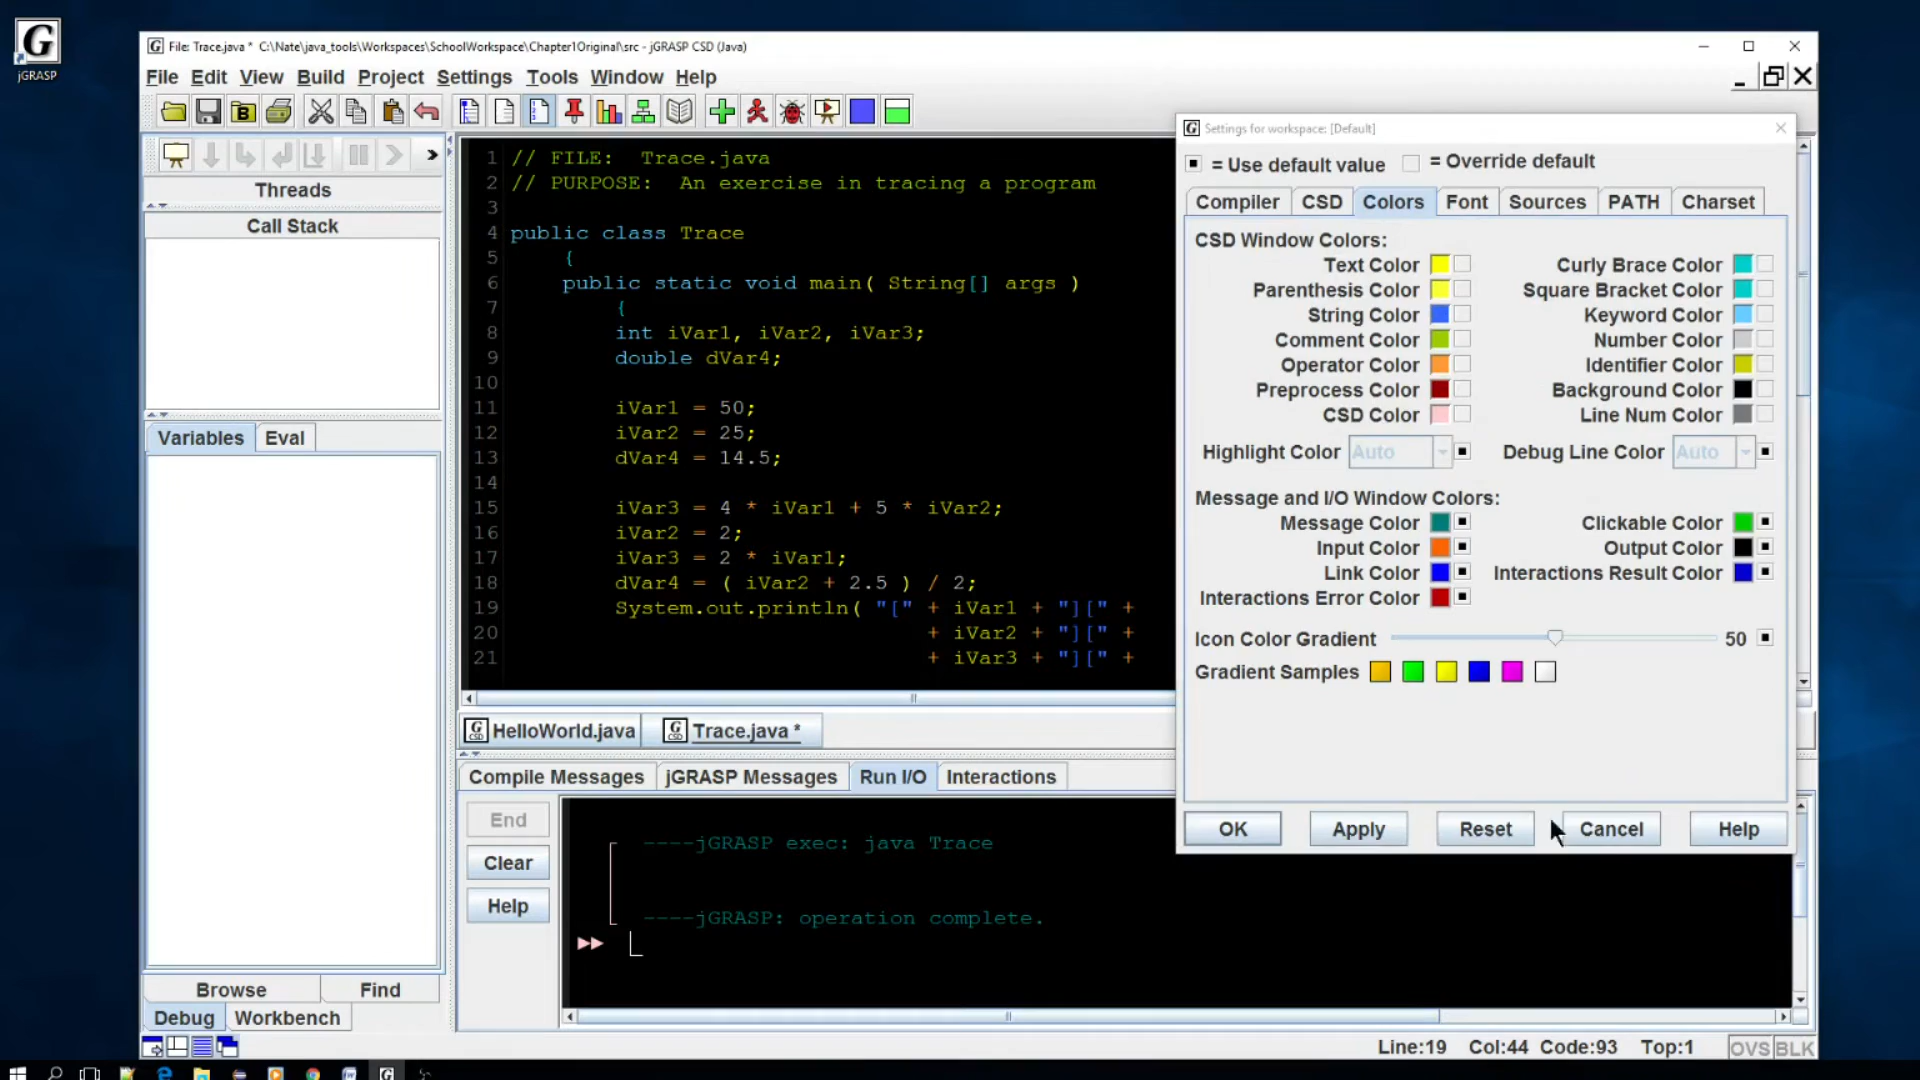 jGRASP
File: Trace.java * C:\Nate\java_tools\Workspaces\SchoolWorkspace\Chapter1Original\src - jGRASP CSD (Java)
File Edit View Build Project Settings Tools Window Help
Threads
Call Stack
Variables Eval
Browse Find
Debug Workbench
1 // FILE: Trace.java
2 // PURPOSE: An exercise in tracing a program
3
4 public class Trace
5 {
6 public static void main( String[] args )
7 {
8 int iVar1, iVar2, iVar3;
9 double dVar4;
10
11 iVar1 = 50;
12 iVar2 = 25;
13 dVar4 = 14.5;
14
15 iVar3 = 4 * iVar1 + 5 * iVar2;
16 iVar2 = 2;
17 iVar3 = 2 * iVar1;
18 dVar4 = ( iVar2 + 2.5 ) / 2;
19 System.out.println( "[" + iVar1 + "][" +
20 + iVar2 + "][" +
21 + iVar3 + "][" +
HelloWorld.java Trace.java *
Compile Messages jGRASP Messages Run I/O Interactions
End
Clear
Help
----jGRASP exec: java Trace
----jGRASP: operation complete.
Settings for workspace: [Default]
= Use default value = Override default
Compiler CSD Colors Font Sources PATH Charset
CSD Window Colors:
Text Color Curly Brace Color
Parenthesis Color Square Bracket Color
String Color Keyword Color
Comment Color Number Color
Operator Color Identifier Color
Preprocess Color Background Color
CSD Color Line Num Color
Highlight Color Auto Debug Line Color Auto
Message and I/O Window Colors:
Message Color Clickable Color
Input Color Output Color
Link Color Interactions Result Color
Interactions Error Color
Icon Color Gradient 50
Gradient Samples
OK Apply Reset Cancel Help
Line:19 Col:44 Code:93 Top:1 OVS BLK